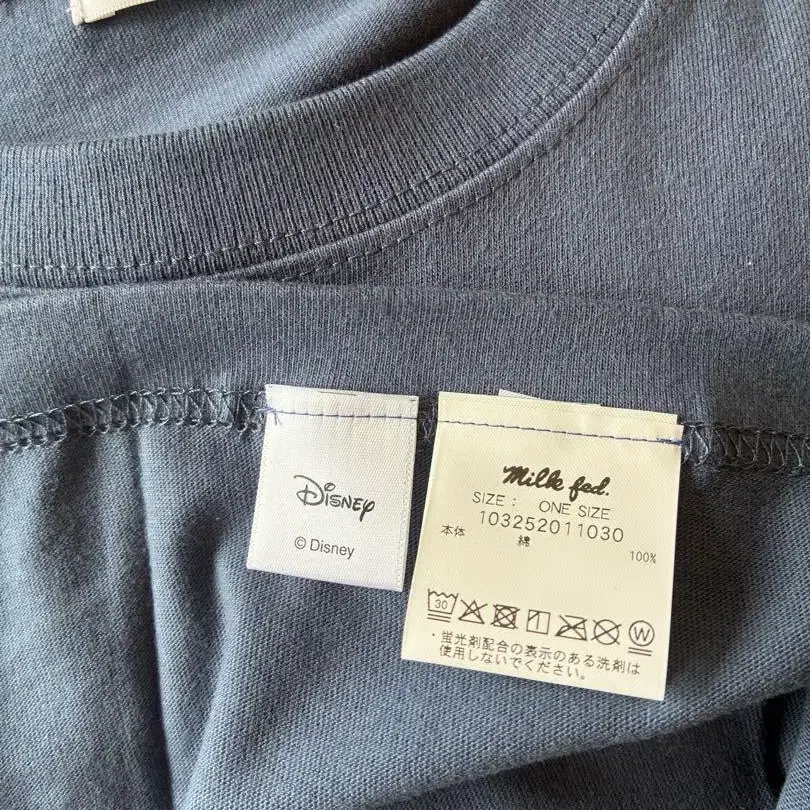 Disney
© Disney
Milk fed.
SIZE : ONE SIZE
103252011030
本体 綿 100%
30 W
・蛍光剤配合の表示のある洗剤は
使用しないでください。